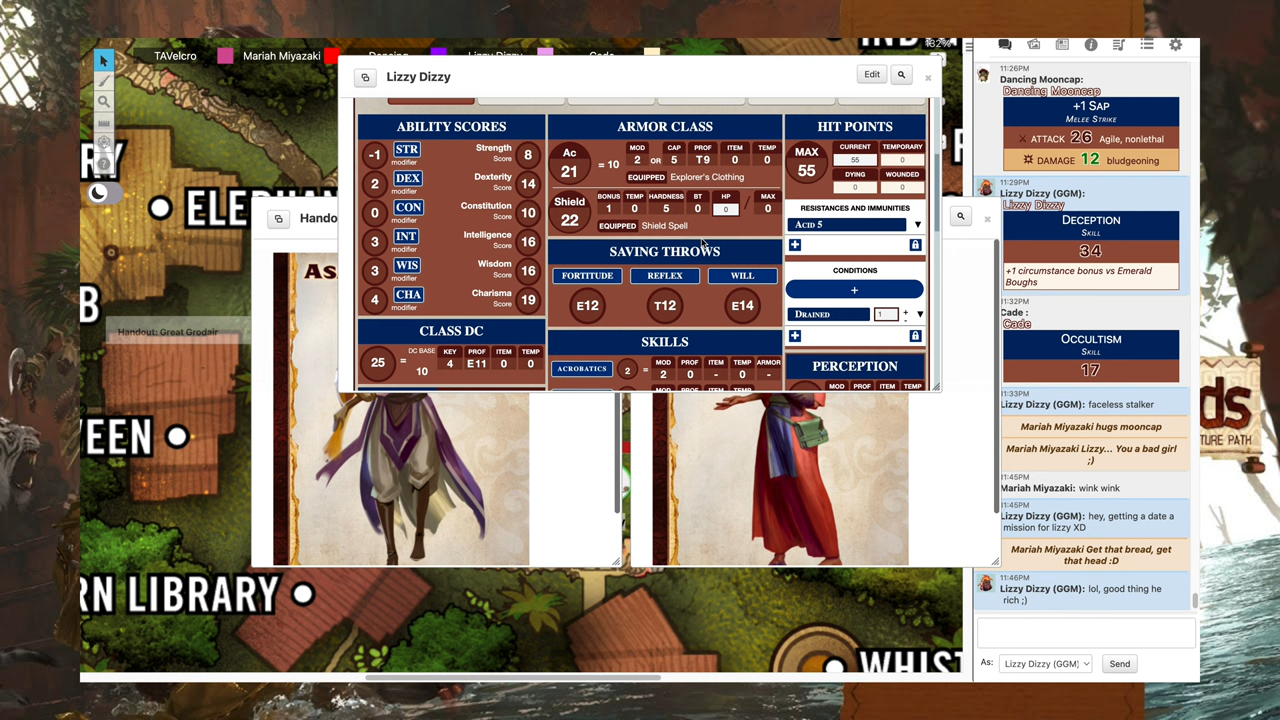 TAVelcro
Mariah Miyazaki
Dancing
Lizzy Dizzy
Cade
Lizzy Dizzy
Edit
ABILITY SCORES
-1 STR modifier Strength Score 8
2 DEX modifier Dexterity Score 14
0 CON modifier Constitution Score 10
3 INT modifier Intelligence Score 16
3 WIS modifier Wisdom Score 16
4 CHA modifier Charisma Score 19
CLASS DC
DC BASE KEY PROF ITEM TEMP
25 = 10 4 E11 0 0
ARMOR CLASS
MOD CAP PROF ITEM TEMP
Ac 21 = 10 2 OR 5 T9 0 0
EQUIPPED Explorer's Clothing
BONUS TEMP HARDNESS BT HP MAX
Shield 22 1 0 5 0 0 / 0
EQUIPPED Shield Spell
SAVING THROWS
FORTITUDE REFLEX WILL
E12 T12 E14
SKILLS
MOD PROF ITEM TEMP ARMOR
ACROBATICS 2 = 2 0 - 0 -
HIT POINTS
MAX 55
CURRENT TEMPORARY
55 0
DYING WOUNDED
0 0
RESISTANCES AND IMMUNITIES
ACID 5
CONDITIONS
+
DRAINED 1 + -
PERCEPTION
MOD PROF ITEM TEMP
Hando
As
Handout: Great Grodair
RY
ELEPH
B
VEEN
RN LIBRARY
WHIST
ds
TURE PATH
11:26PM
Dancing Mooncap:
Dancing Mooncap
+1 SAP
MELEE STRIKE
ATTACK 26 Agile, nonlethal
DAMAGE 12 bludgeoning
11:29PM
Lizzy Dizzy (GGM):
Lizzy Dizzy
DECEPTION
SKILL
34
+1 circumstance bonus vs Emerald
Boughs
11:32PM
Cade :
Cade
OCCULTISM
SKILL
17
11:33PM
Lizzy Dizzy (GGM): faceless stalker
Mariah Miyazaki hugs mooncap
Mariah Miyazaki Lizzy... You a bad girl
;)
11:45PM
Mariah Miyazaki: wink wink
11:45PM
Lizzy Dizzy (GGM): hey, getting a date a
mission for lizzy XD
Mariah Miyazaki Get that bread, get
that head :D
11:46PM
Lizzy Dizzy (GGM): lol, good thing he
rich ;)
As: Lizzy Dizzy (GGM) Send